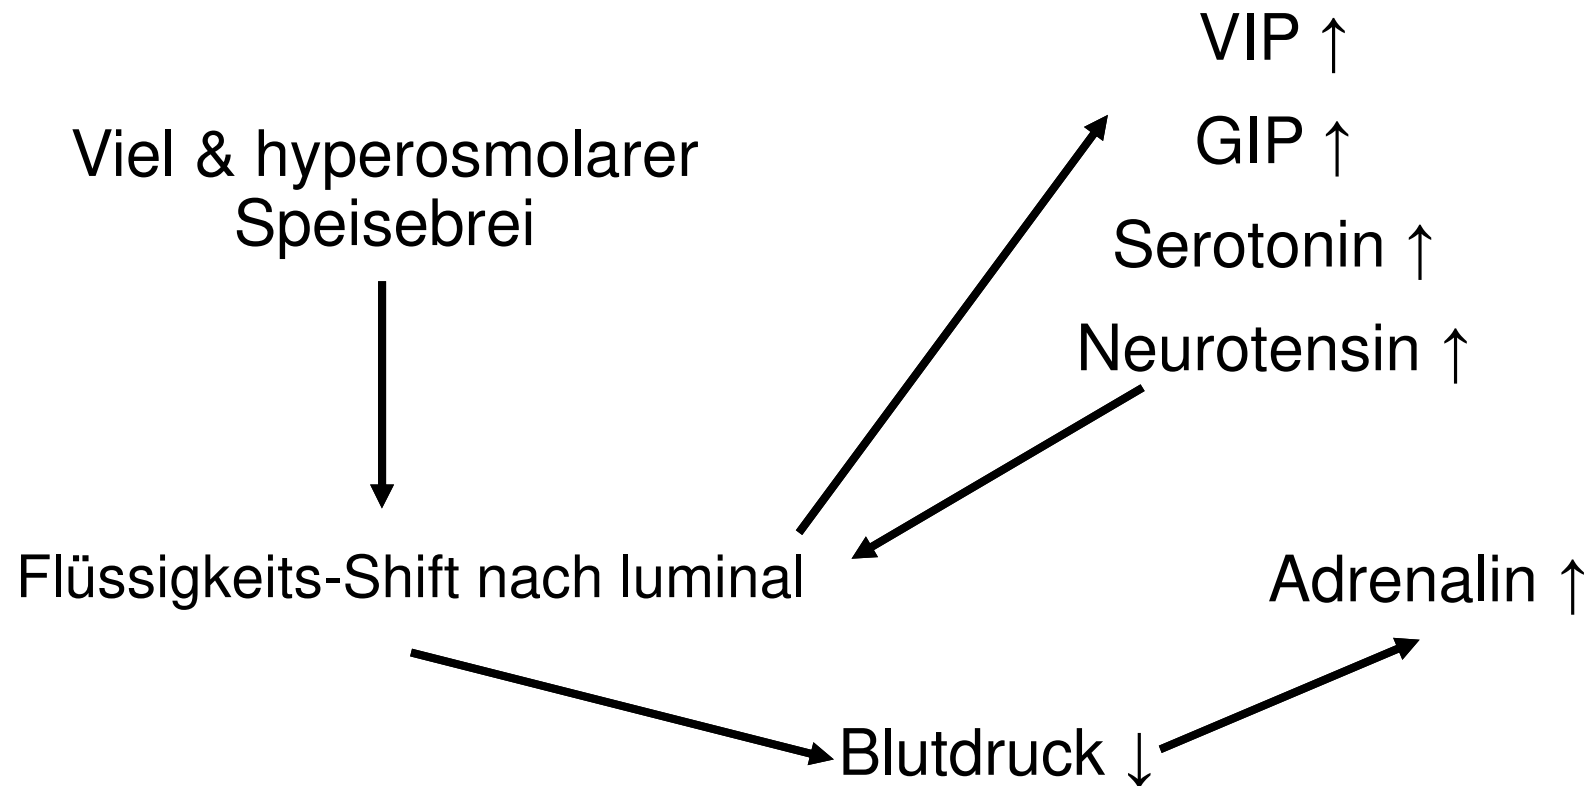 Viel & hyperosmolarer
Speisebrei
VIP ↑
GIP ↑
Serotonin ↑
Neurotensin ↑
Flüssigkeits-Shift nach luminal
Adrenalin ↑
Blutdruck ↓